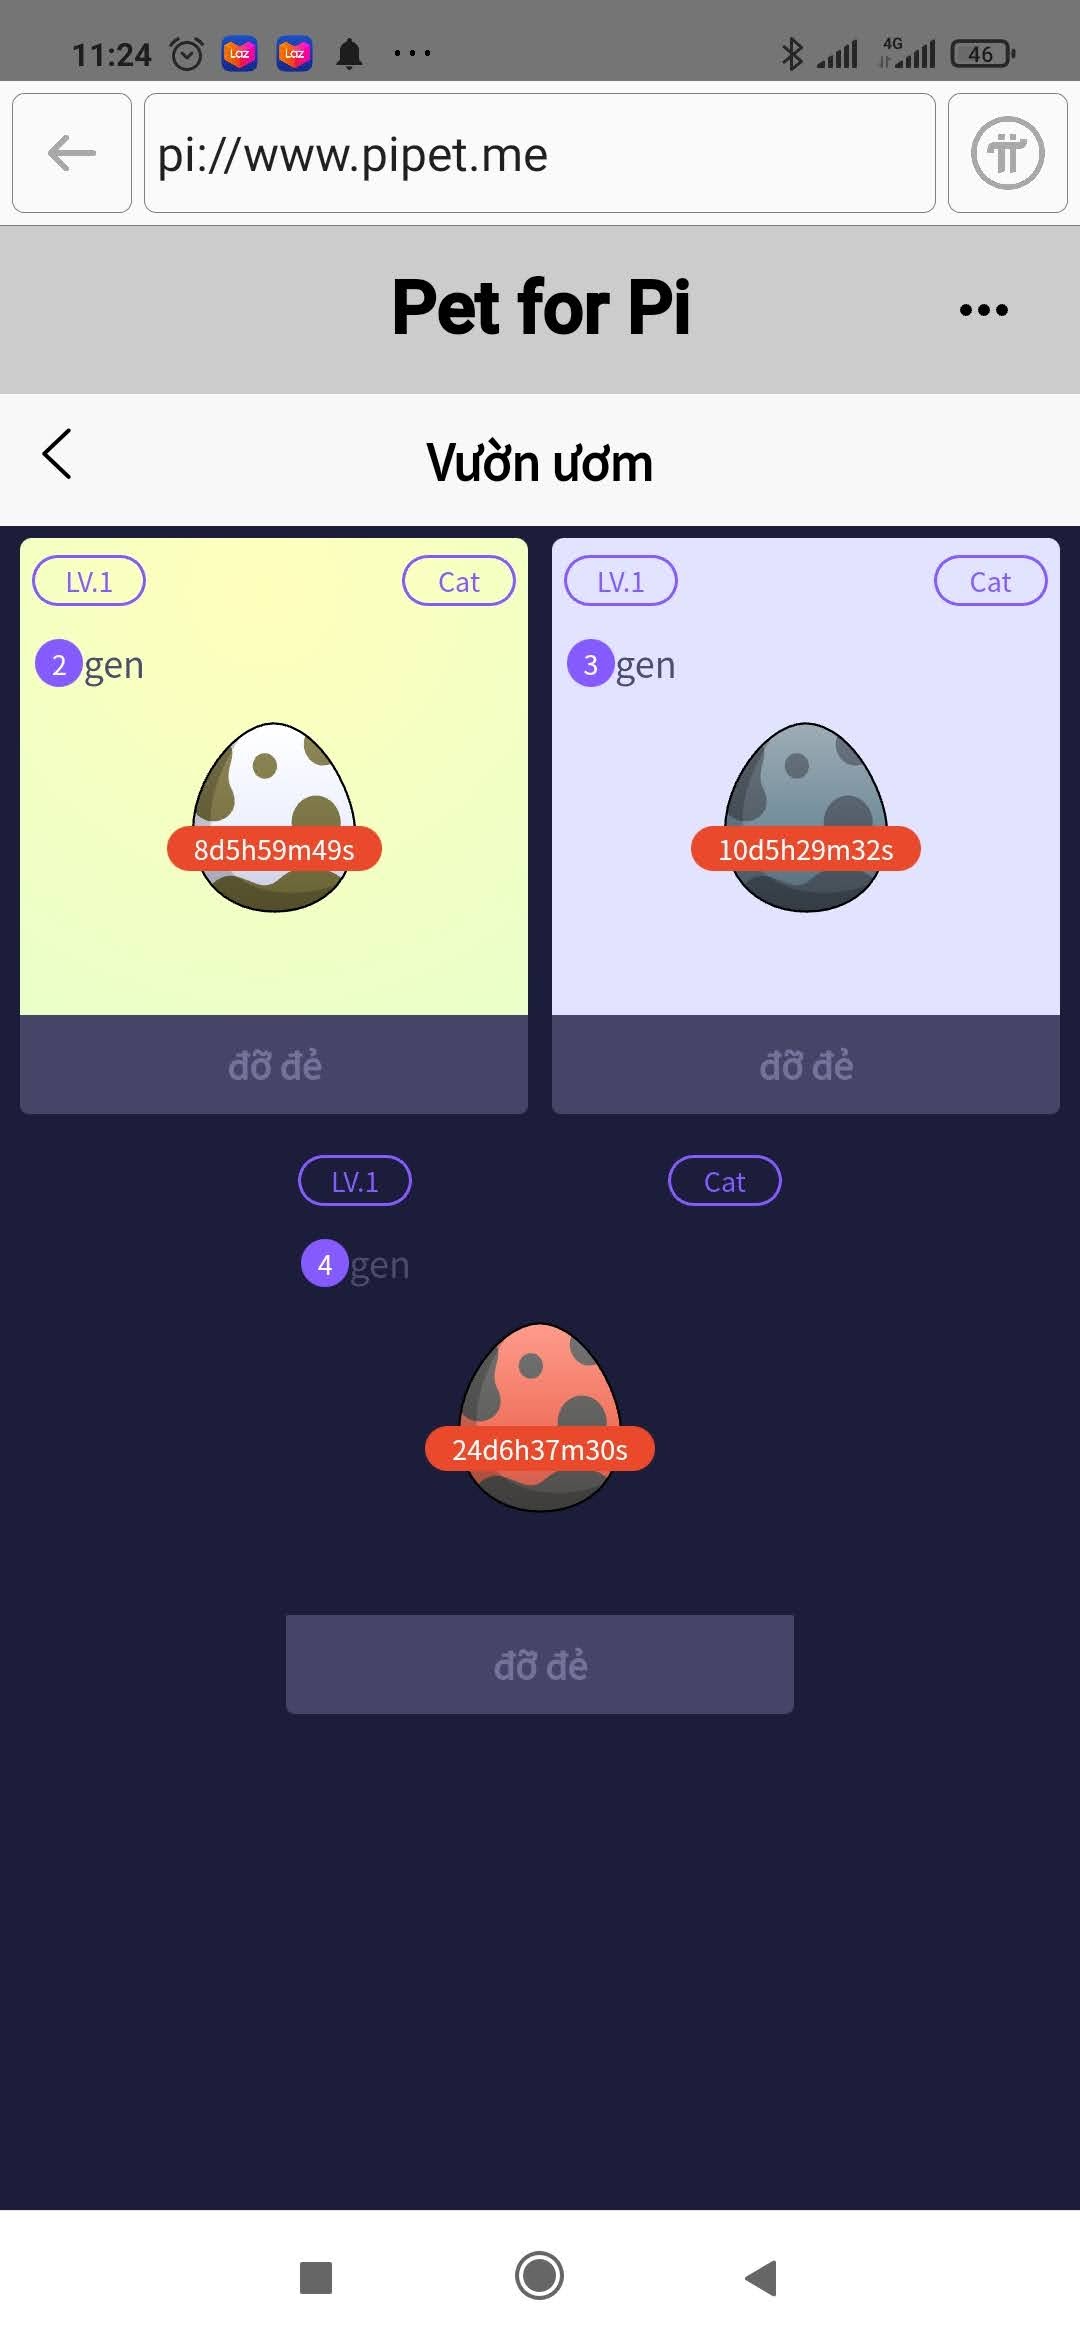 11:24
Laz
Laz
4G
46
pi://www.pipet.me
Pet for Pi
Vườn ươm
LV.1
Cat
2 gen
8d5h59m49s
đỡ đẻ
LV.1
Cat
3 gen
10d5h29m32s
đỡ đẻ
LV.1
Cat
4 gen
24d6h37m30s
đỡ đẻ